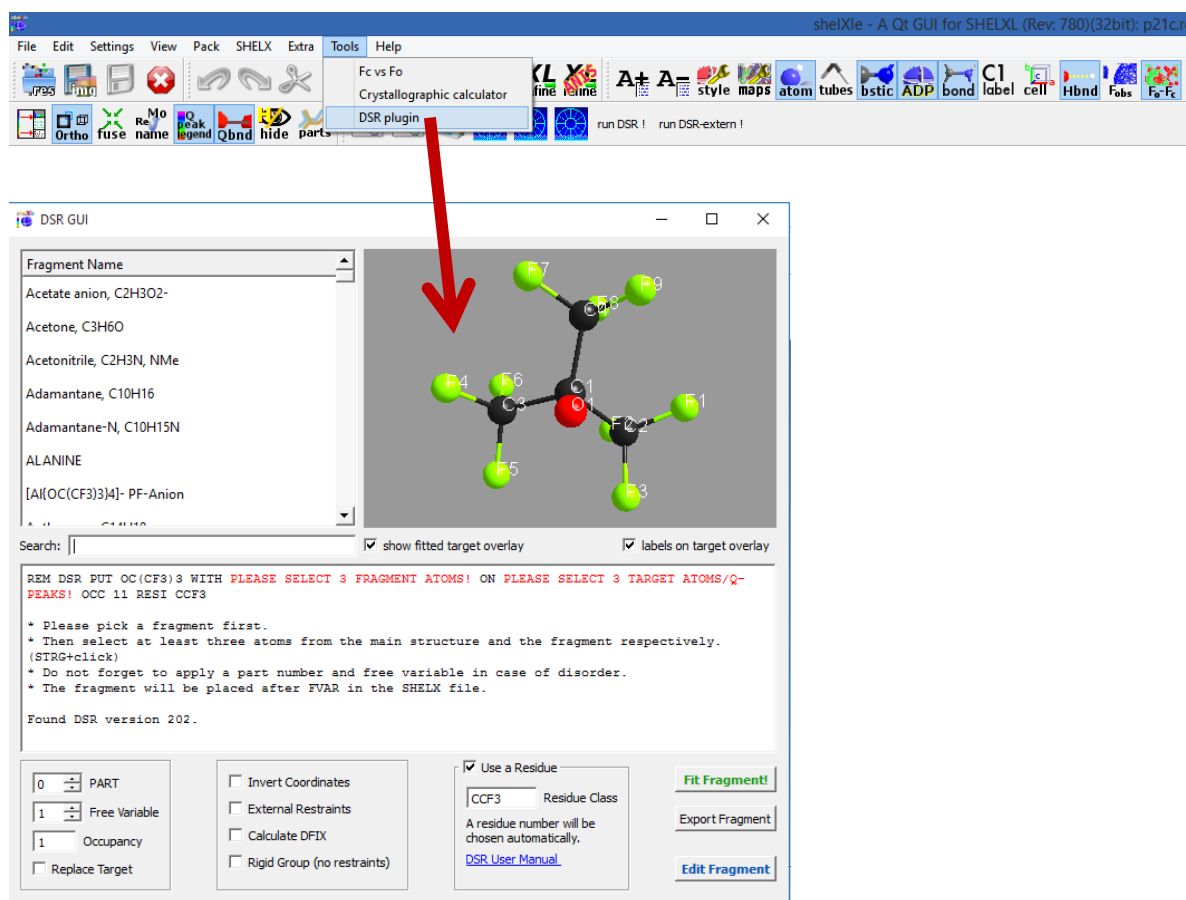 shelXle - A Qt GUI for SHELXL (Rev: 780)(32bit): p21c.r
File Edit Settings View Pack SHELX Extra Tools Help
Fc vs Fo
Crystallographic calculator
DSR plugin
.res
A+ A= style maps atom tubes bstic ADP bond label cell Hbnd Fobs Fo-Fc
C1
Ortho fuse Re Mo name Peak legend Qbnd hide parts
run DSR ! run DSR-extern !
DSR GUI
Fragment Name
Acetate anion, C2H3O2-
Acetone, C3H6O
Acetonitrile, C2H3N, NMe
Adamantane, C10H16
Adamantane-N, C10H15N
ALANINE
[Al{OC(CF3)3}4]- PF-Anion
F7
F9
F8
C4
F4
F6
C1
C3
O1
F1
F2
C2
F5
F3
Search:
show fitted target overlay
labels on target overlay
REM DSR PUT OC(CF3)3 WITH PLEASE SELECT 3 FRAGMENT ATOMS! ON PLEASE SELECT 3 TARGET ATOMS/Q-
PEAKS! OCC 11 RESI CCF3
* Please pick a fragment first.
* Then select at least three atoms from the main structure and the fragment respectively.
(STRG+click)
* Do not forget to apply a part number and free variable in case of disorder.
* The fragment will be placed after FVAR in the SHELX file.
Found DSR version 202.
0 PART
1 Free Variable
1 Occupancy
Replace Target
Invert Coordinates
External Restraints
Calculate DFIX
Rigid Group (no restraints)
Use a Residue
CCF3 Residue Class
A residue number will be
chosen automatically.
DSR User Manual
Fit Fragment!
Export Fragment
Edit Fragment